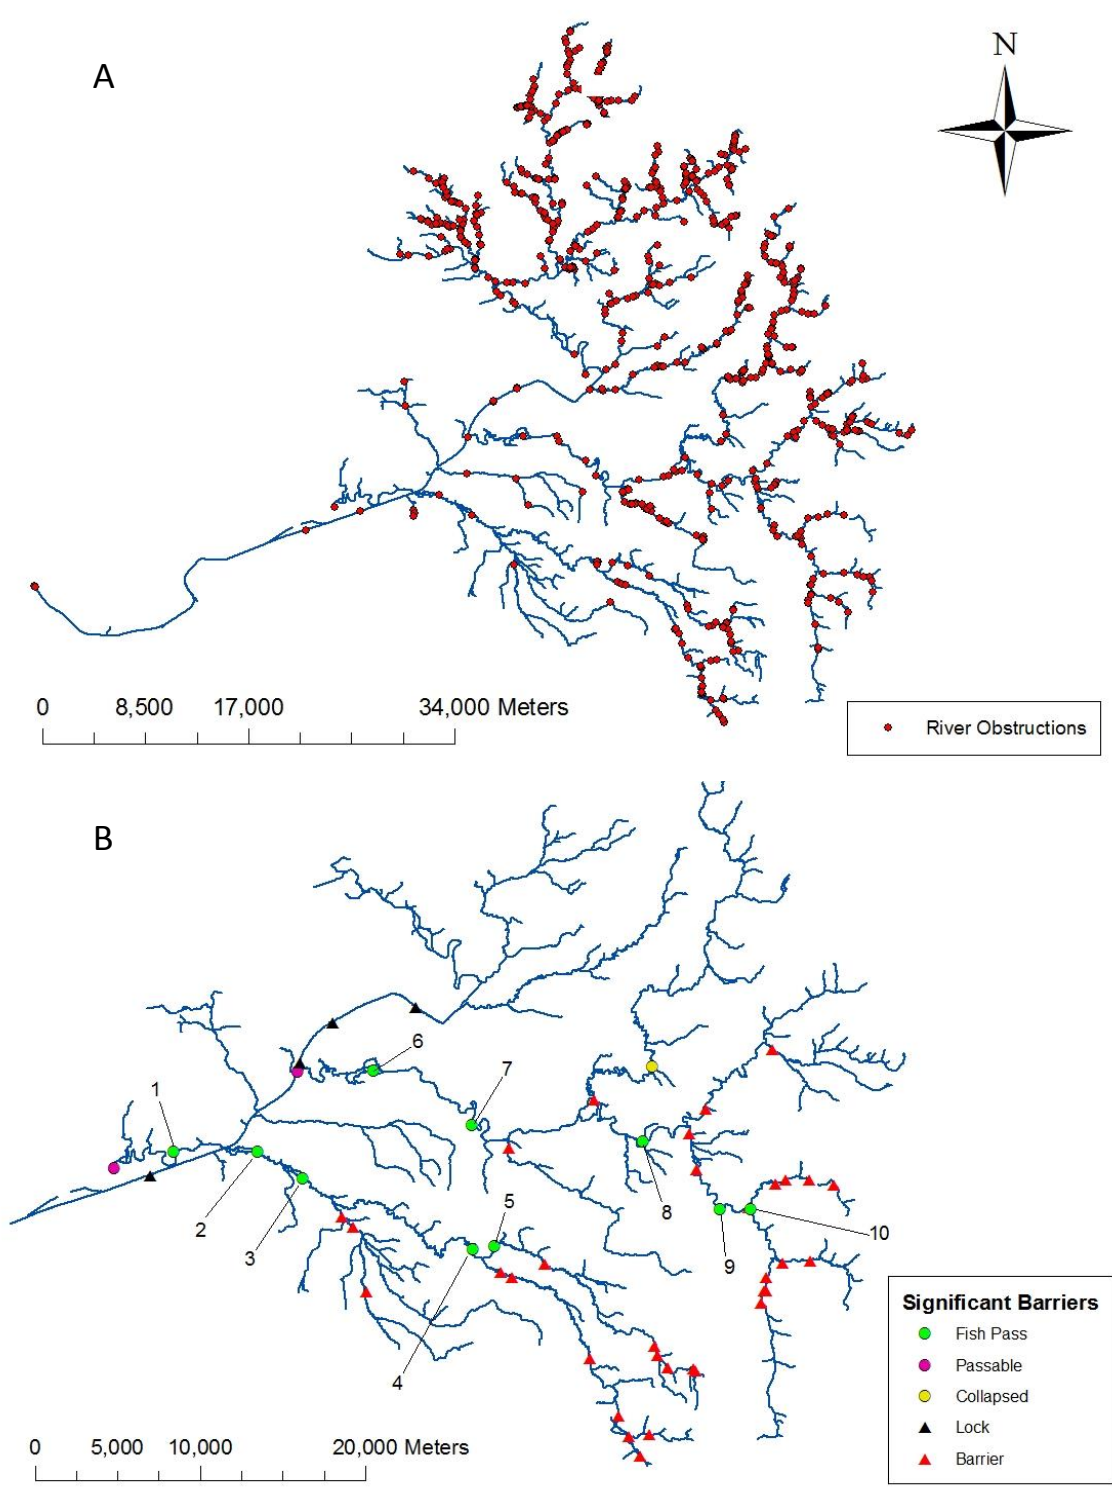 A
N
0 8,500 17,000 34,000 Meters
River Obstructions
B
1
6
7
2
3
5
8
9
10
4
Significant Barriers
Fish Pass
Passable
Collapsed
Lock
Barrier
0 5,000 10,000 20,000 Meters